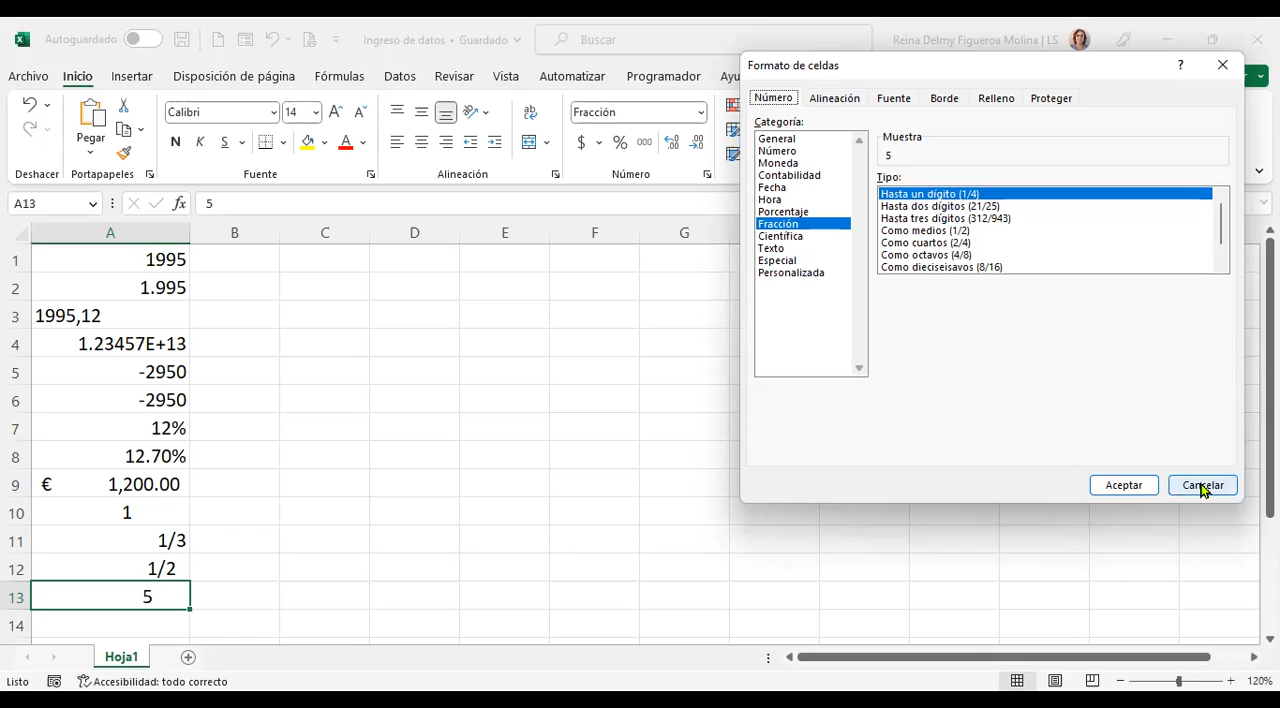 Autoguardado
Ingreso de datos • Guardado
Buscar
Reina Delmy Figueroa Molina | LS
Archivo Inicio Insertar Disposición de página Fórmulas Datos Revisar Vista Automatizar Programador Ayu
Pegar
Calibri 14
N K S
Fracción
$ % 000
Deshacer Portapapeles Fuente Alineación Número
A13 fx 5
A B C D E F G
1 1995
2 1.995
3 1995,12
4 1.23457E+13
5 -2950
6 -2950
7 12%
8 12.70%
9 € 1,200.00
10 1
11 1/3
12 1/2
13 5
14
Formato de celdas ?
Número Alineación Fuente Borde Relleno Proteger
Categoría:
General
Número
Moneda
Contabilidad
Fecha
Hora
Porcentaje
Fracción
Científica
Texto
Especial
Personalizada
Muestra
5
Tipo:
Hasta un dígito (1/4)
Hasta dos dígitos (21/25)
Hasta tres dígitos (312/943)
Como medios (1/2)
Como cuartos (2/4)
Como octavos (4/8)
Como dieciseisavos (8/16)
Aceptar Cancelar
Hoja1
Listo Accesibilidad: todo correcto 120%